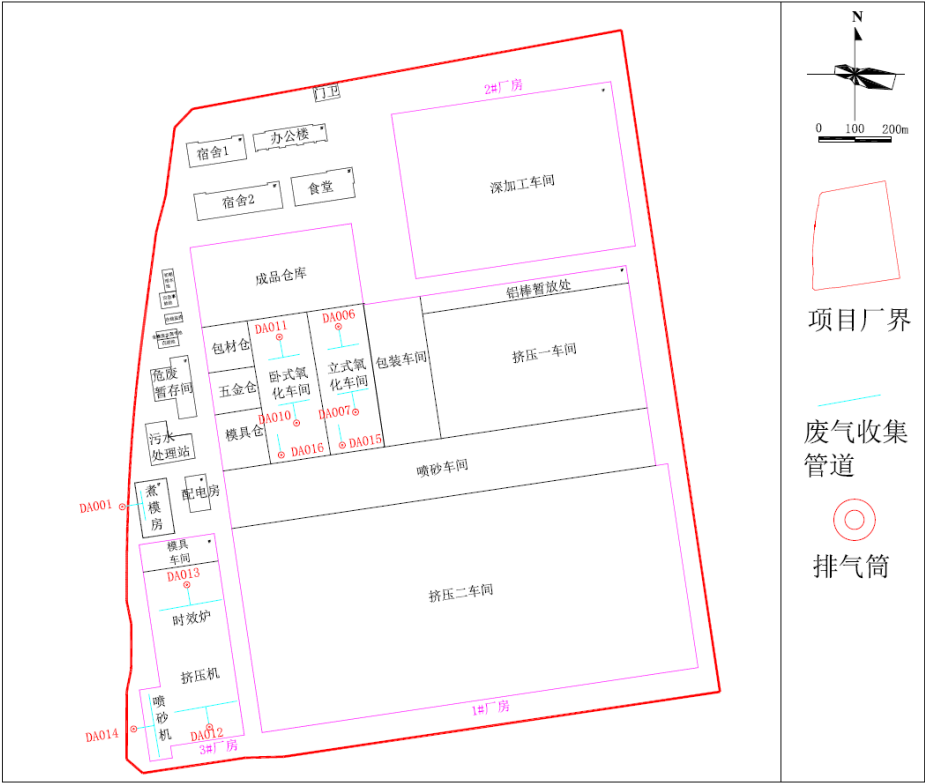 N
0 100 200m
项目厂界
废气收集
管道
排气筒
门卫
2#厂房
宿舍1
办公楼
宿舍2
食堂
深加工车间
成品仓库
铝棒暂放处
DA011
DA006
包材仓
卧式氧
化车间
立式氧
化车间
包装车间
挤压一车间
五金仓
危废
暂存间
DA010
DA007
模具仓
DA016
DA015
污水
处理站
喷砂车间
煮
模
房
配电房
DA001
模具
车间
DA013
时效炉
挤压二车间
挤压机
喷
砂
机
DA014
DA012
1#厂房
3#厂房